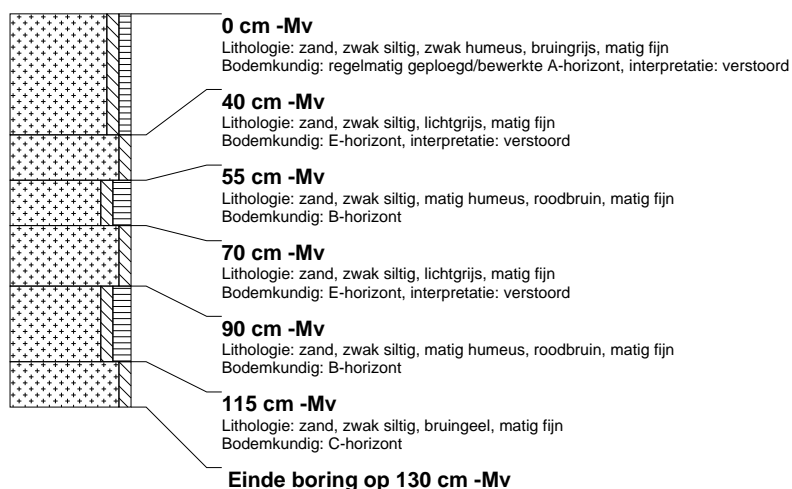 0 cm -Mv
Lithologie: zand, zwak siltig, zwak humeus, bruingrijs, matig fijn
Bodemkundig: regelmatig geploegd/bewerkte A-horizont, interpretatie: verstoord
40 cm -Mv
Lithologie: zand, zwak siltig, lichtgrijs, matig fijn
Bodemkundig: E-horizont, interpretatie: verstoord
55 cm -Mv
Lithologie: zand, zwak siltig, matig humeus, roodbruin, matig fijn
Bodemkundig: B-horizont
70 cm -Mv
Lithologie: zand, zwak siltig, lichtgrijs, matig fijn
Bodemkundig: E-horizont, interpretatie: verstoord
90 cm -Mv
Lithologie: zand, zwak siltig, matig humeus, roodbruin, matig fijn
Bodemkundig: B-horizont
115 cm -Mv
Lithologie: zand, zwak siltig, bruingeel, matig fijn
Bodemkundig: C-horizont
Einde boring op 130 cm -Mv